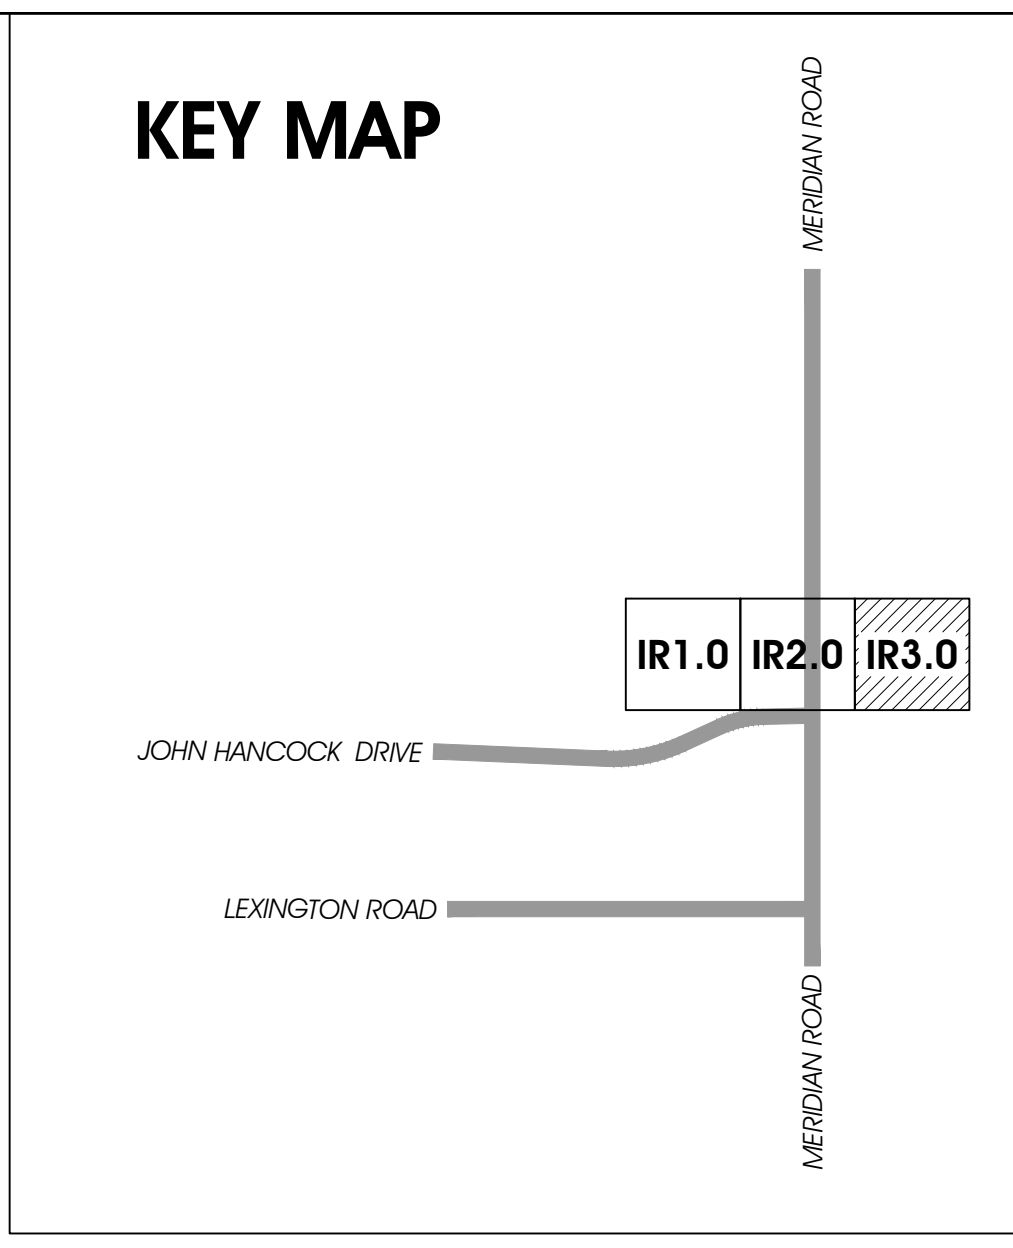 KEY MAP
MERIDIAN ROAD
IR1.0
IR2.0
IR3.0
JOHN HANCOCK DRIVE
LEXINGTON ROAD
MERIDIAN ROAD